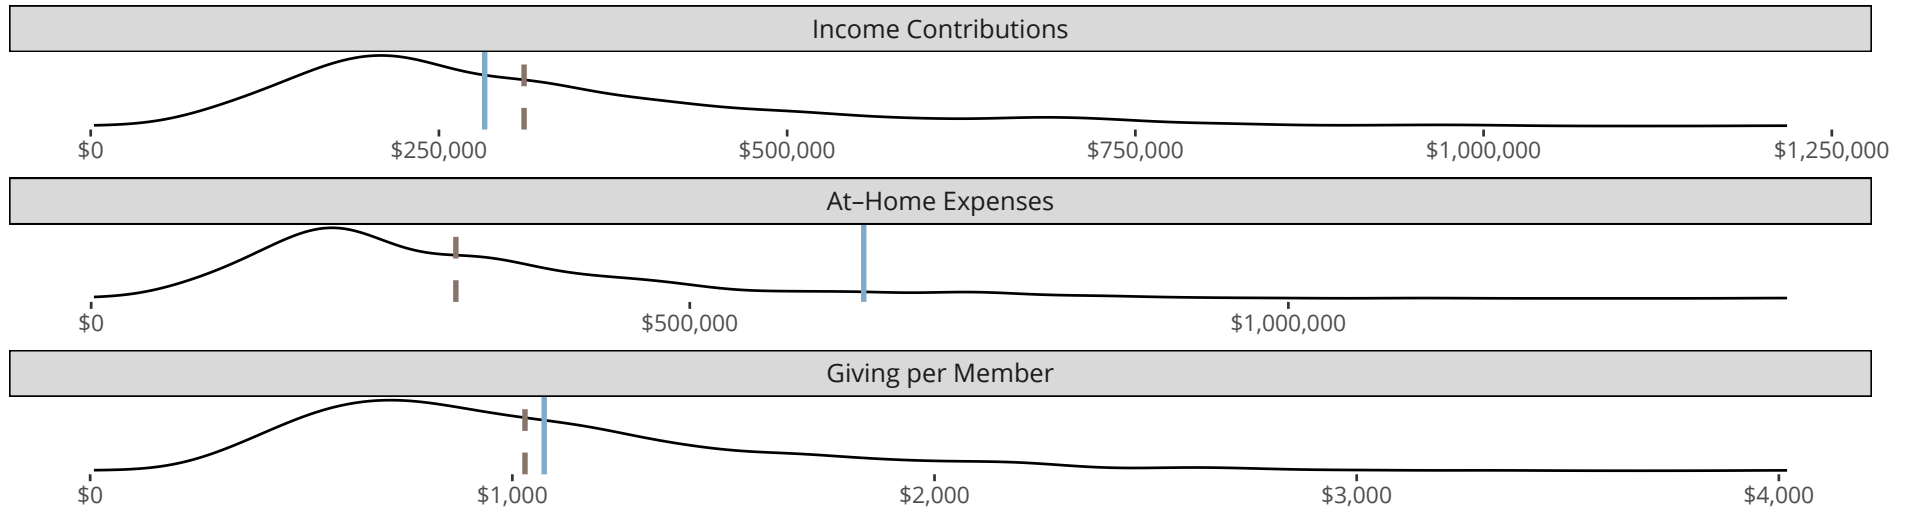 Income Contributions
$0 $250,000 $500,000 $750,000 $1,000,000 $1,250,000
At–Home Expenses
$0 $500,000 $1,000,000
Giving per Member
$0 $1,000 $2,000 $3,000 $4,000